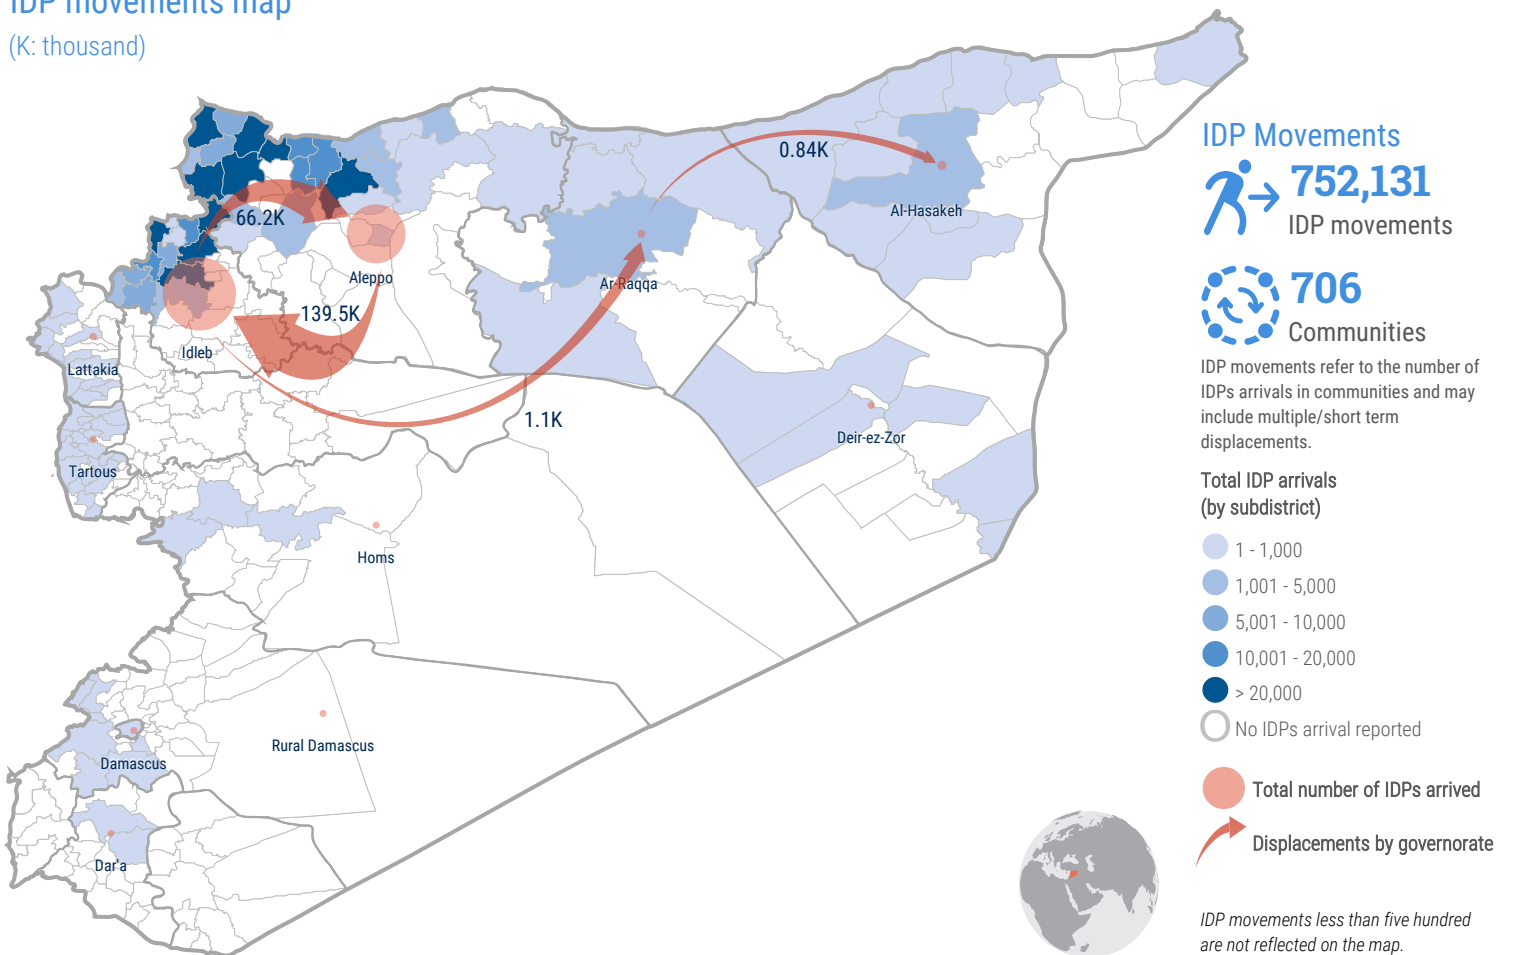 IDP movements map
(K: thousand)
66.2K
139.5K
1.1K
0.84K
Al-Hasakeh
Aleppo
Ar-Raqqa
Idleb
Lattakia
Deir-ez-Zor
Tartous
Homs
Rural Damascus
Damascus
Dar'a
IDP Movements
752,131
IDP movements
706
Communities
IDP movements refer to the number of
IDPs arrivals in communities and may
include multiple/short term
displacements.
Total IDP arrivals
(by subdistrict)
1 - 1,000
1,001 - 5,000
5,001 - 10,000
10,001 - 20,000
> 20,000
No IDPs arrival reported
Total number of IDPs arrived
Displacements by governorate
IDP movements less than five hundred
are not reflected on the map.